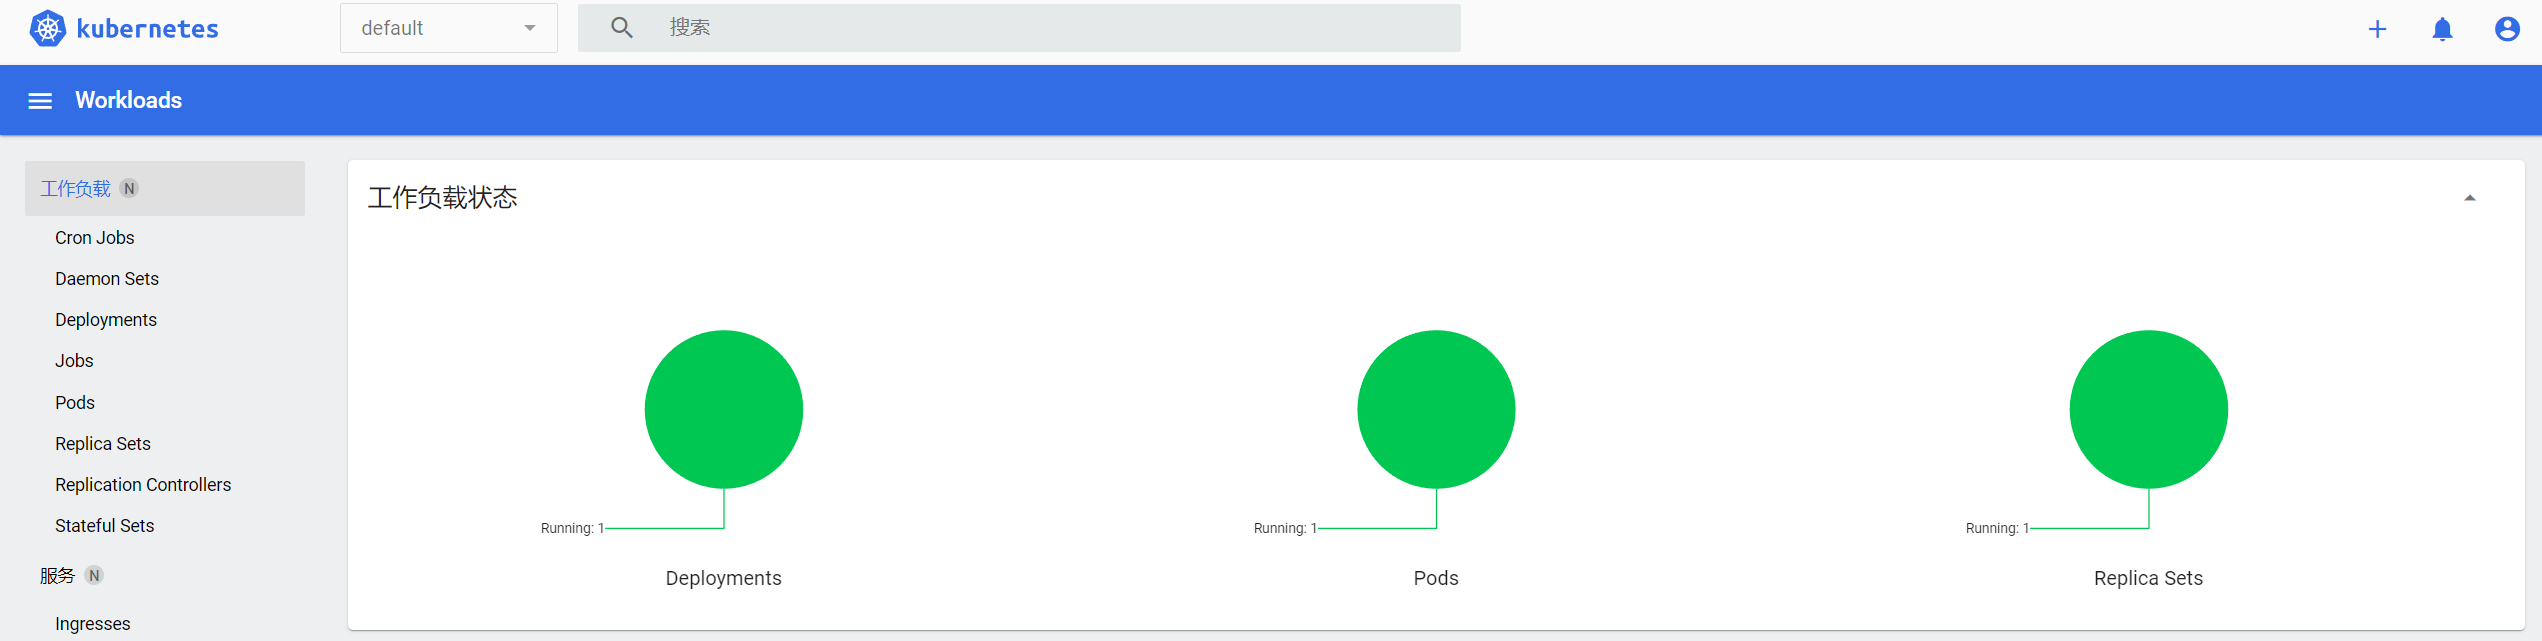 kubernetes
default
搜索
Workloads
工作负载 N
Cron Jobs
Daemon Sets
Deployments
Jobs
Pods
Replica Sets
Replication Controllers
Stateful Sets
服务 N
Ingresses
工作负载状态
Running: 1
Deployments
Running: 1
Pods
Running: 1
Replica Sets